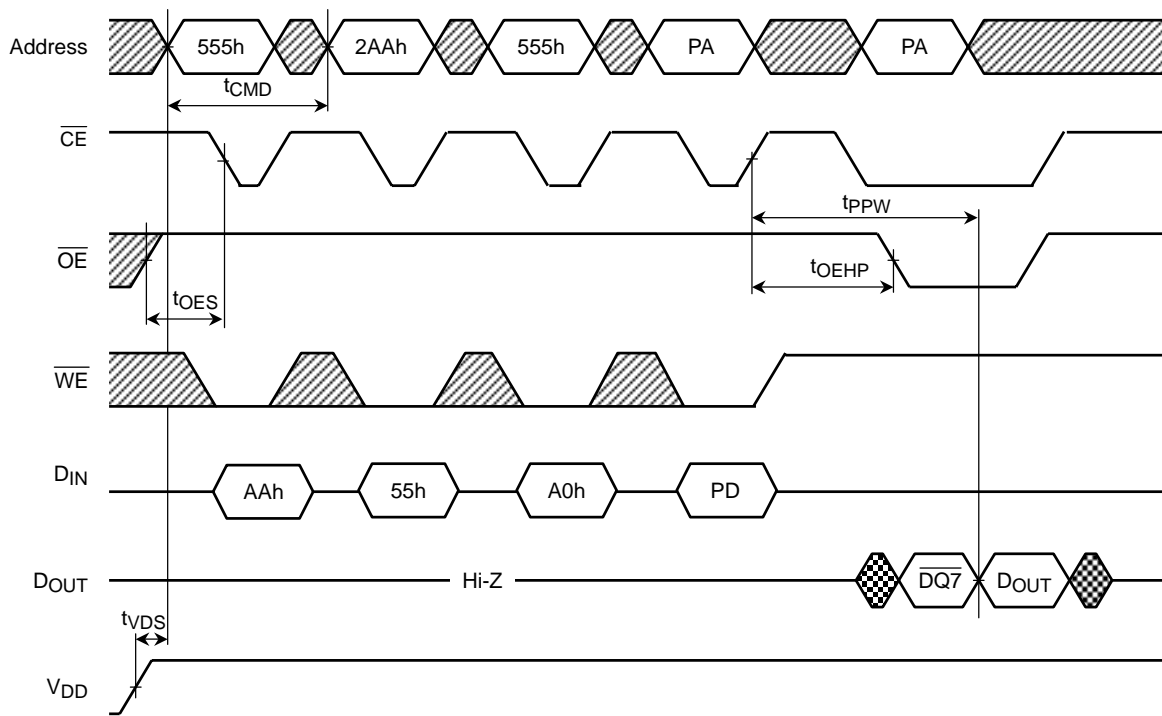 Address 555h 2AAh 555h PA PA
tCMD
CE
tPPW
OE tOEHP
tOES
WE
DIN AAh 55h A0h PD
DOUT Hi-Z DQ7 DOUT
tVDS
VDD